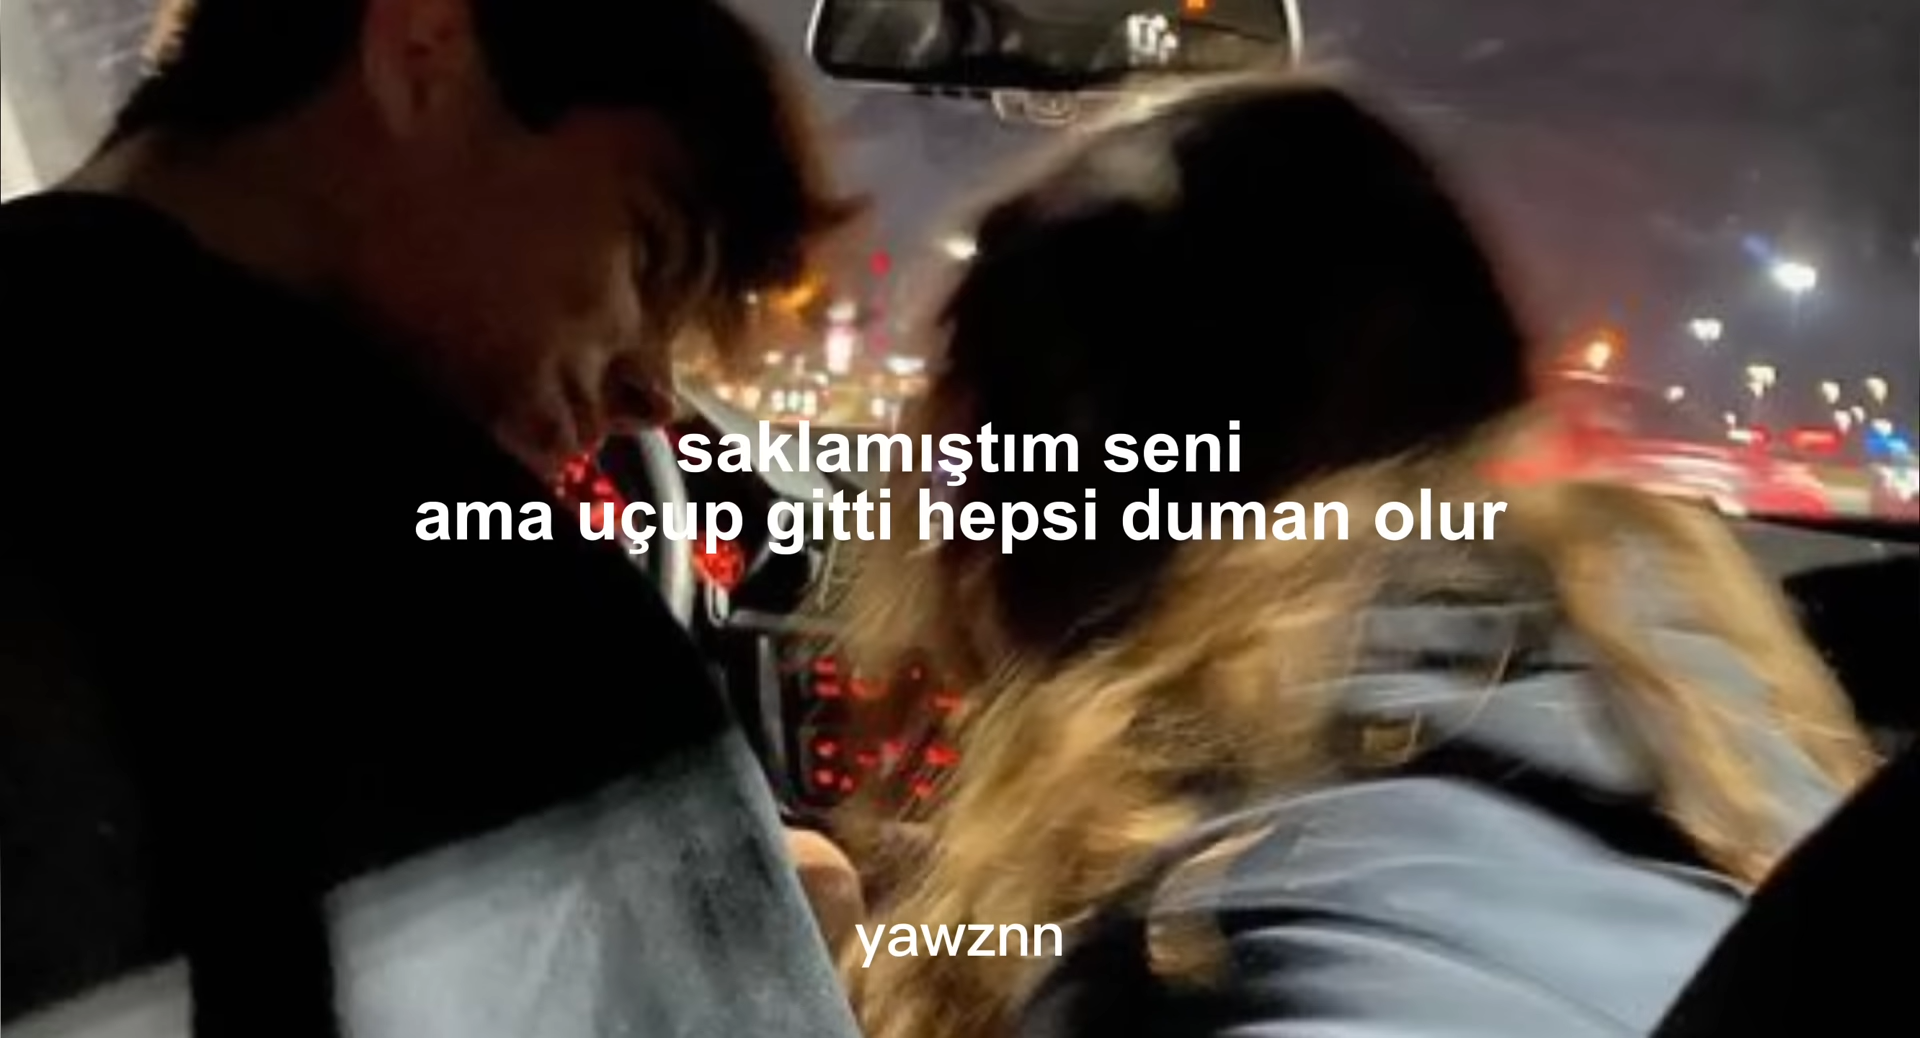 saklamıştım seni
ama uçup gitti hepsi duman olur
yawznn